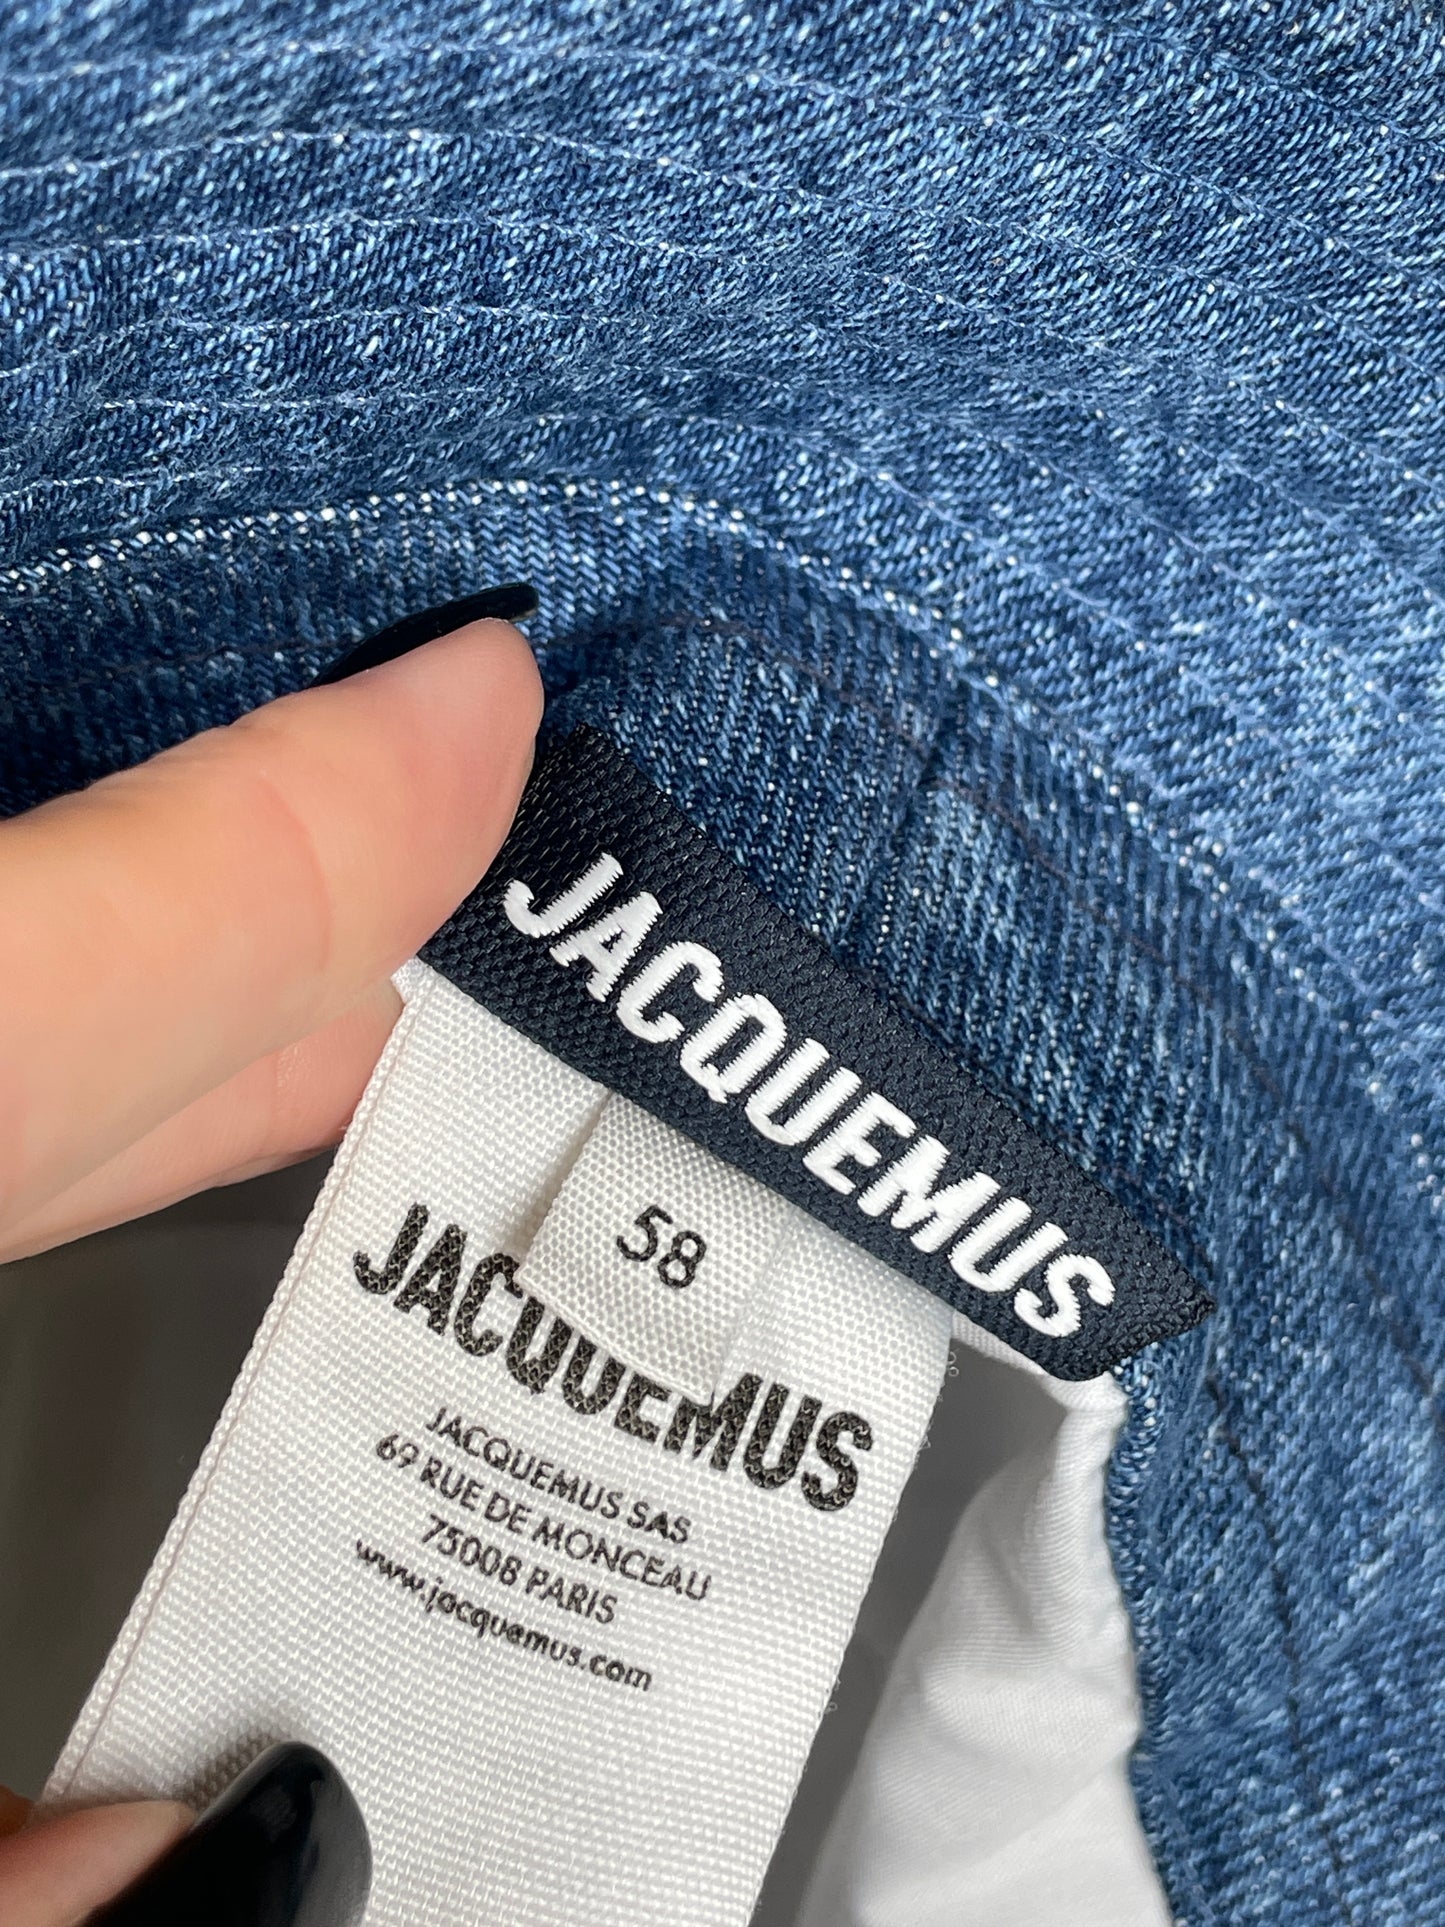 JACQUEMUS
58
JACQUEMUS
JACQUEMUS SAS
69 RUE DE MONCEAU
75008 PARIS
www.jacquemus.com